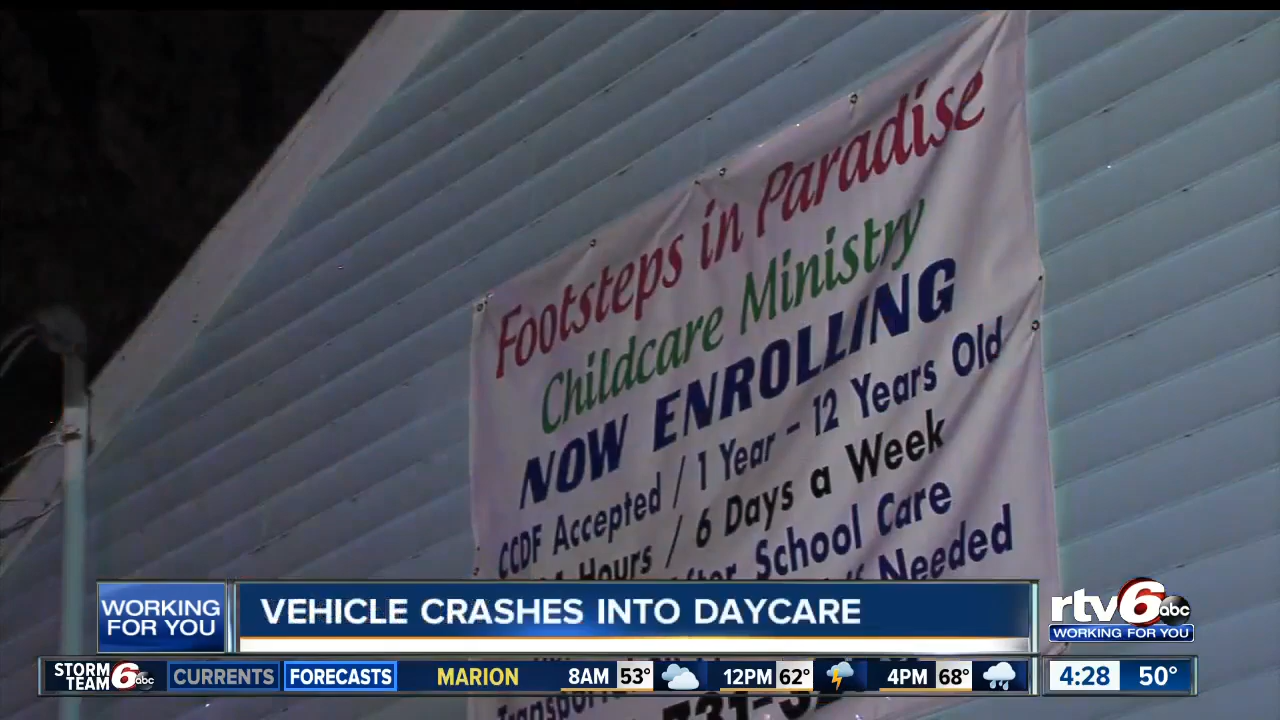 Footsteps in Paradise
Childcare Ministry
NOW ENROLLING
CCDF Accepted / 1 Year - 12 Years Old
Hours / 6 Days a Week
School Care
Needed
WORKING FOR YOU
VEHICLE CRASHES INTO DAYCARE
rtv6 abc
WORKING FOR YOU
STORM TEAM 6 abc
CURRENTS FORECASTS MARION 8AM 53° 12PM 62° 4PM 68° 4:28 50°